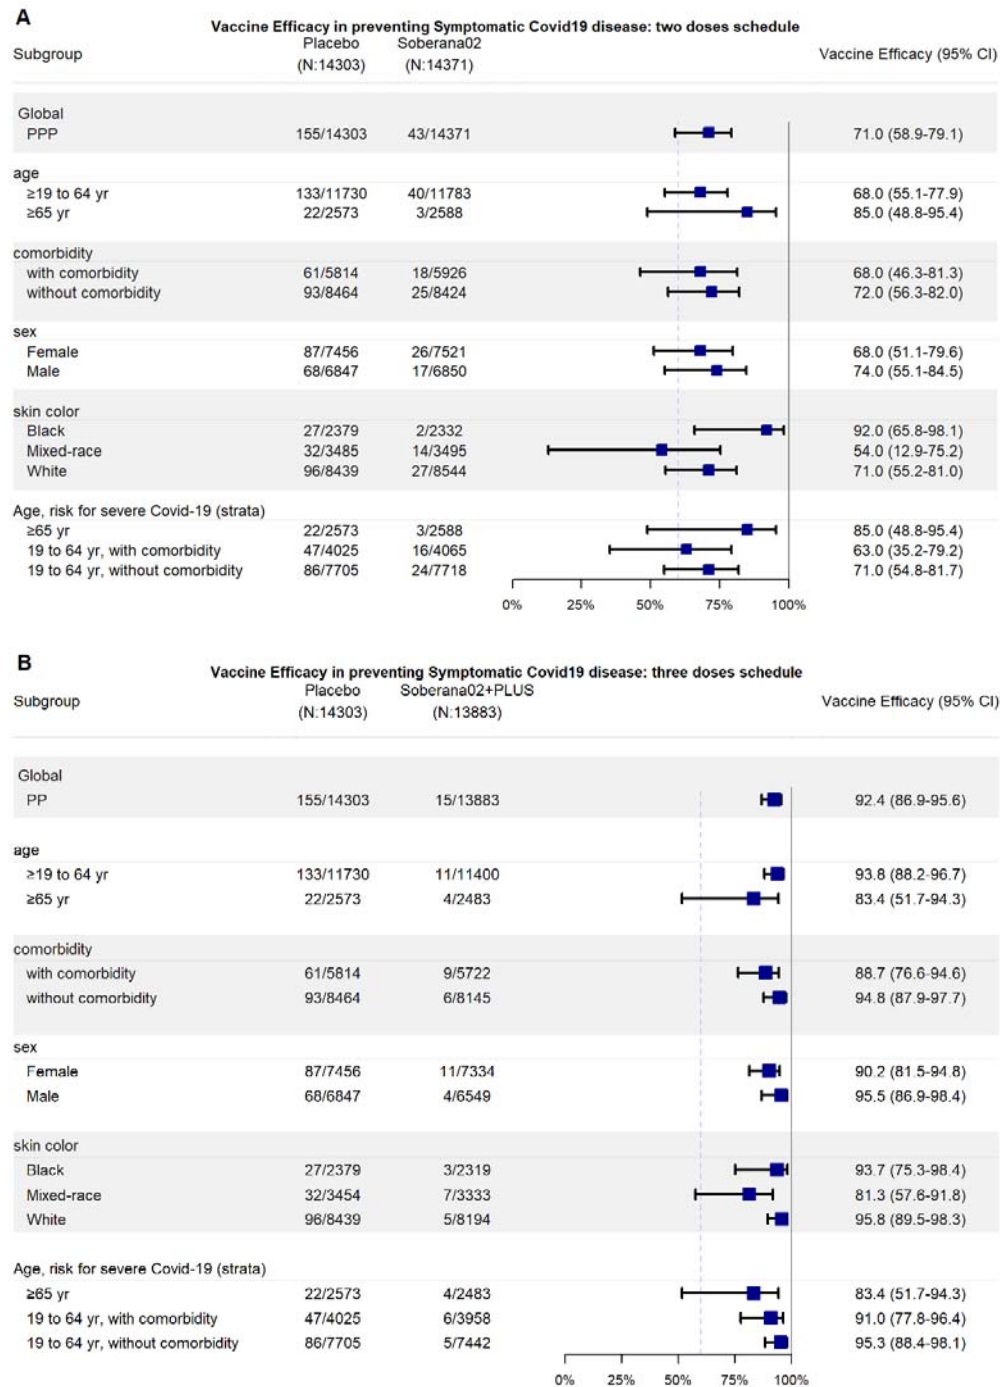 A
Vaccine Efficacy in preventing Symptomatic Covid19 disease: two doses schedule
Subgroup Placebo (N:14303) Soberana02 (N:14371) Vaccine Efficacy (95% CI)
Global
PPP 155/14303 43/14371 71.0 (58.9-79.1)
age
≥19 to 64 yr 133/11730 40/11783 68.0 (55.1-77.9)
≥65 yr 22/2573 3/2588 85.0 (48.8-95.4)
comorbidity
with comorbidity 61/5814 18/5926 68.0 (46.3-81.3)
without comorbidity 93/8464 25/8424 72.0 (56.3-82.0)
sex
Female 87/7456 26/7521 68.0 (51.1-79.6)
Male 68/6847 17/6850 74.0 (55.1-84.5)
skin color
Black 27/2379 2/2332 92.0 (65.8-98.1)
Mixed-race 32/3485 14/3495 54.0 (12.9-75.2)
White 96/8439 27/8544 71.0 (55.2-81.0)
Age, risk for severe Covid-19 (strata)
≥65 yr 22/2573 3/2588 85.0 (48.8-95.4)
19 to 64 yr, with comorbidity 47/4025 16/4065 63.0 (35.2-79.2)
19 to 64 yr, without comorbidity 86/7705 24/7718 71.0 (54.8-81.7)
0% 25% 50% 75% 100%
B
Vaccine Efficacy in preventing Symptomatic Covid19 disease: three doses schedule
Subgroup Placebo (N:14303) Soberana02+PLUS (N:13883) Vaccine Efficacy (95% CI)
Global
PP 155/14303 15/13883 92.4 (86.9-95.6)
age
≥19 to 64 yr 133/11730 11/11400 93.8 (88.2-96.7)
≥65 yr 22/2573 4/2483 83.4 (51.7-94.3)
comorbidity
with comorbidity 61/5814 9/5722 88.7 (76.6-94.6)
without comorbidity 93/8464 6/8145 94.8 (87.9-97.7)
sex
Female 87/7456 11/7334 90.2 (81.5-94.8)
Male 68/6847 4/6549 95.5 (86.9-98.4)
skin color
Black 27/2379 3/2319 93.7 (75.3-98.4)
Mixed-race 32/3454 7/3333 81.3 (57.6-91.8)
White 96/8439 5/8194 95.8 (89.5-98.3)
Age, risk for severe Covid-19 (strata)
≥65 yr 22/2573 4/2483 83.4 (51.7-94.3)
19 to 64 yr, with comorbidity 47/4025 6/3958 91.0 (77.8-96.4)
19 to 64 yr, without comorbidity 86/7705 5/7442 95.3 (88.4-98.1)
0% 25% 50% 75% 100%